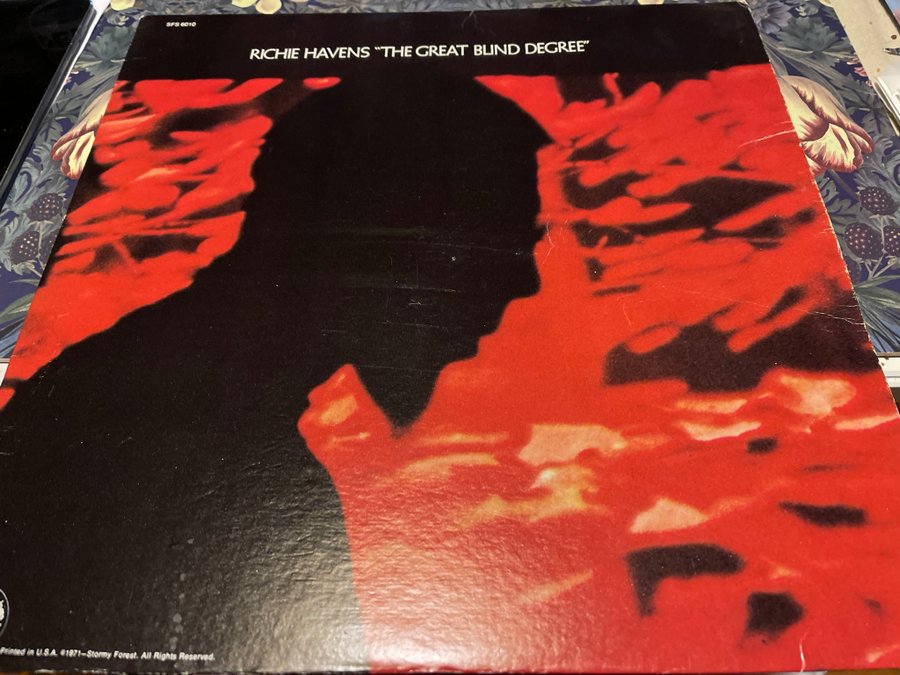 SFS 6010
RICHIE HAVENS "THE GREAT BLIND DEGREE"
Printed in U.S.A. ©1971—Stormy Forest. All Rights Reserved.